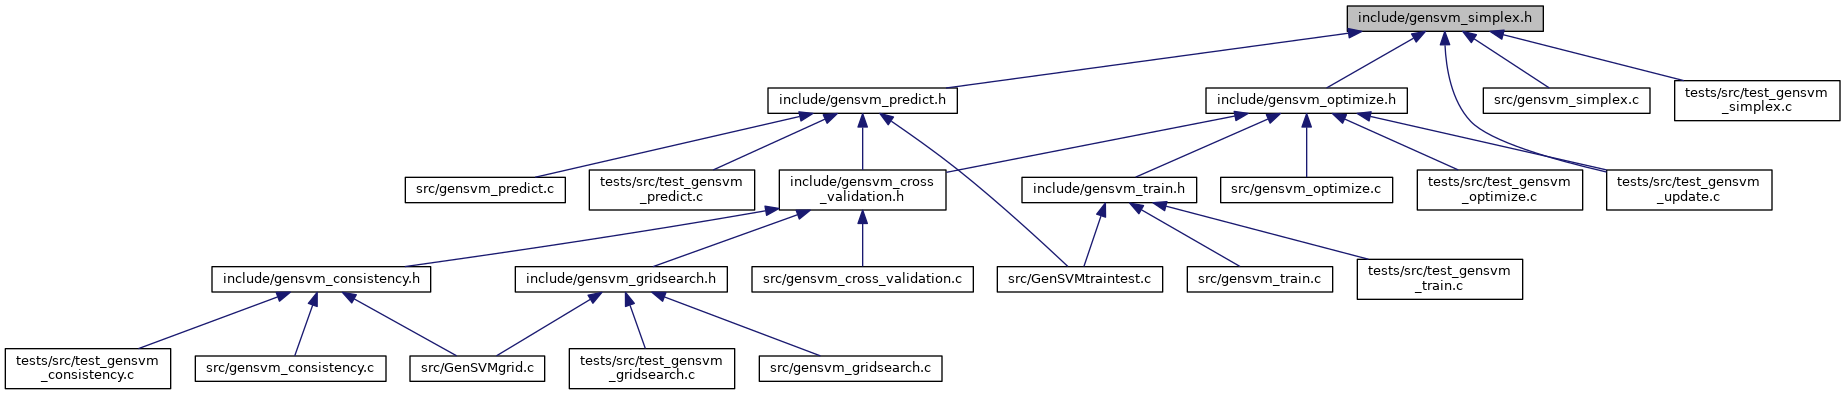 include/gensvm_simplex.h
include/gensvm_predict.h
include/gensvm_optimize.h
src/gensvm_simplex.c
tests/src/test_gensvm
_simplex.c
src/gensvm_predict.c
tests/src/test_gensvm
_predict.c
include/gensvm_cross
_validation.h
include/gensvm_train.h
src/gensvm_optimize.c
tests/src/test_gensvm
_optimize.c
tests/src/test_gensvm
_update.c
include/gensvm_consistency.h
include/gensvm_gridsearch.h
src/gensvm_cross_validation.c
src/GenSVMtraintest.c
src/gensvm_train.c
tests/src/test_gensvm
_train.c
tests/src/test_gensvm
_consistency.c
src/gensvm_consistency.c
src/GenSVMgrid.c
tests/src/test_gensvm
_gridsearch.c
src/gensvm_gridsearch.c